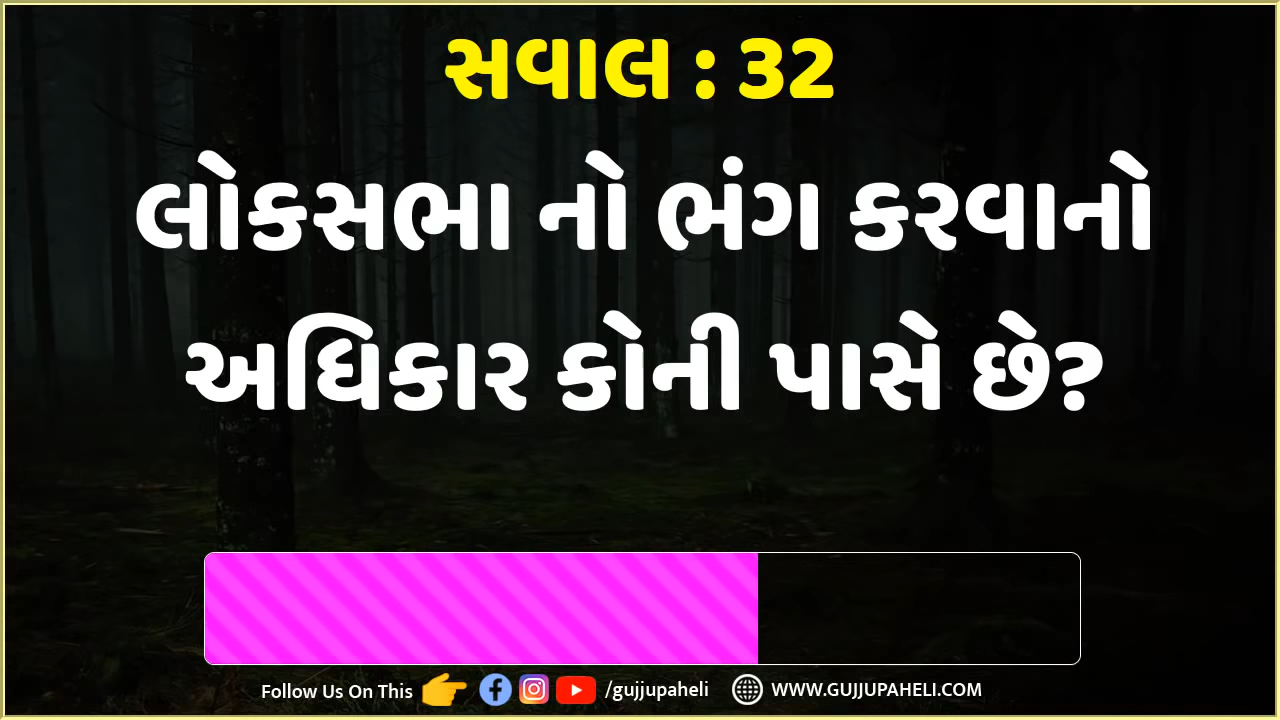 સવાલ : 32
લોકસભા નો ભંગ કરવાનો
અધિકાર કોની પાસે છે?
Follow Us On This /gujjupaheli WWW.GUJJUPAHELI.COM